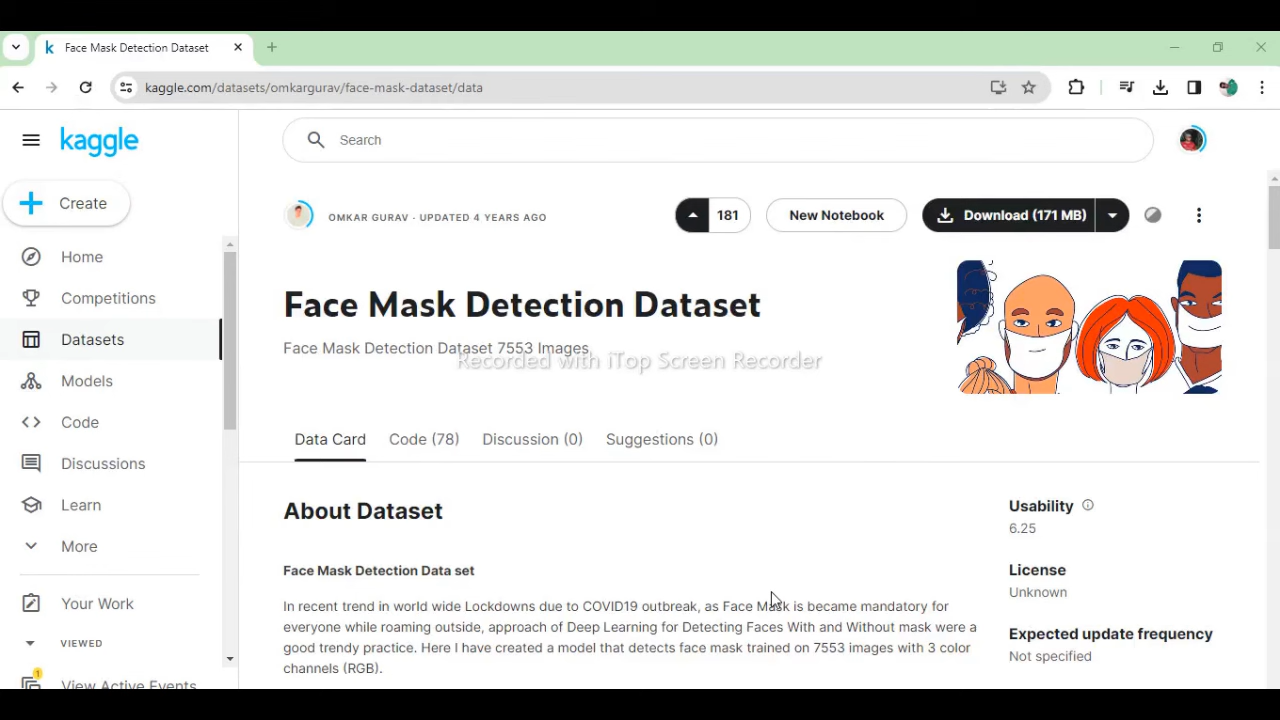 Face Mask Detection Dataset
kaggle.com/datasets/omkargurav/face-mask-dataset/data
kaggle
Search
Create
OMKAR GURAV · UPDATED 4 YEARS AGO
181
New Notebook
Download (171 MB)
Home
Competitions
Datasets
Models
Code
Discussions
Learn
More
Your Work
VIEWED
1
View Active Events
Face Mask Detection Dataset
Face Mask Detection Dataset 7553 Images
Recorded with iTop Screen Recorder
Data Card
Code (78)
Discussion (0)
Suggestions (0)
About Dataset
Face Mask Detection Data set
In recent trend in world wide Lockdowns due to COVID19 outbreak, as Face Mask is became mandatory for
everyone while roaming outside, approach of Deep Learning for Detecting Faces With and Without mask were a
good trendy practice. Here I have created a model that detects face mask trained on 7553 images with 3 color
channels (RGB).
Usability
6.25
License
Unknown
Expected update frequency
Not specified